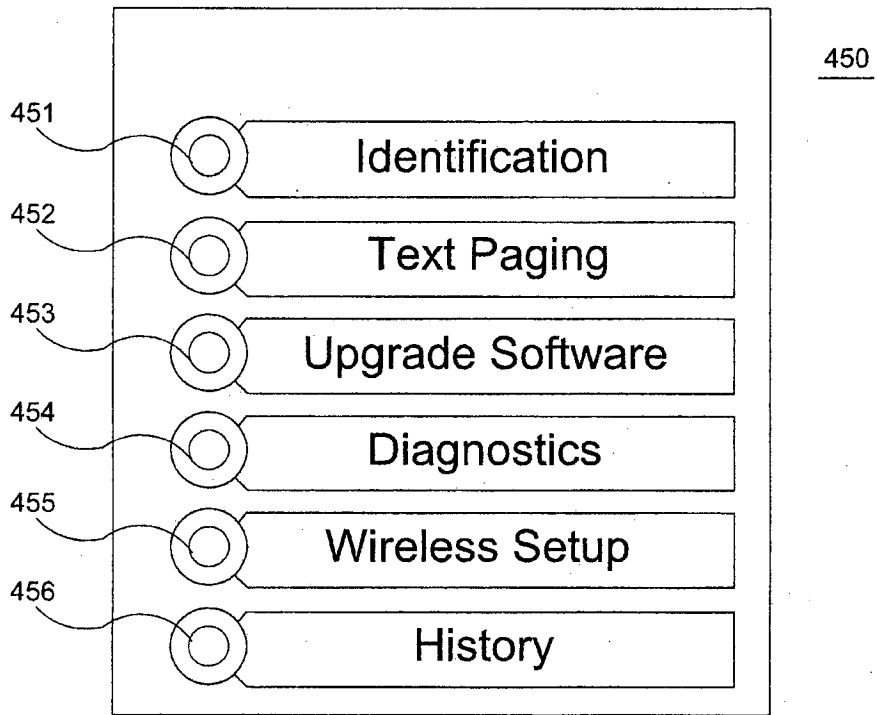 450
451
Identification
452
Text Paging
453
Upgrade Software
454
Diagnostics
455
Wireless Setup
456
History